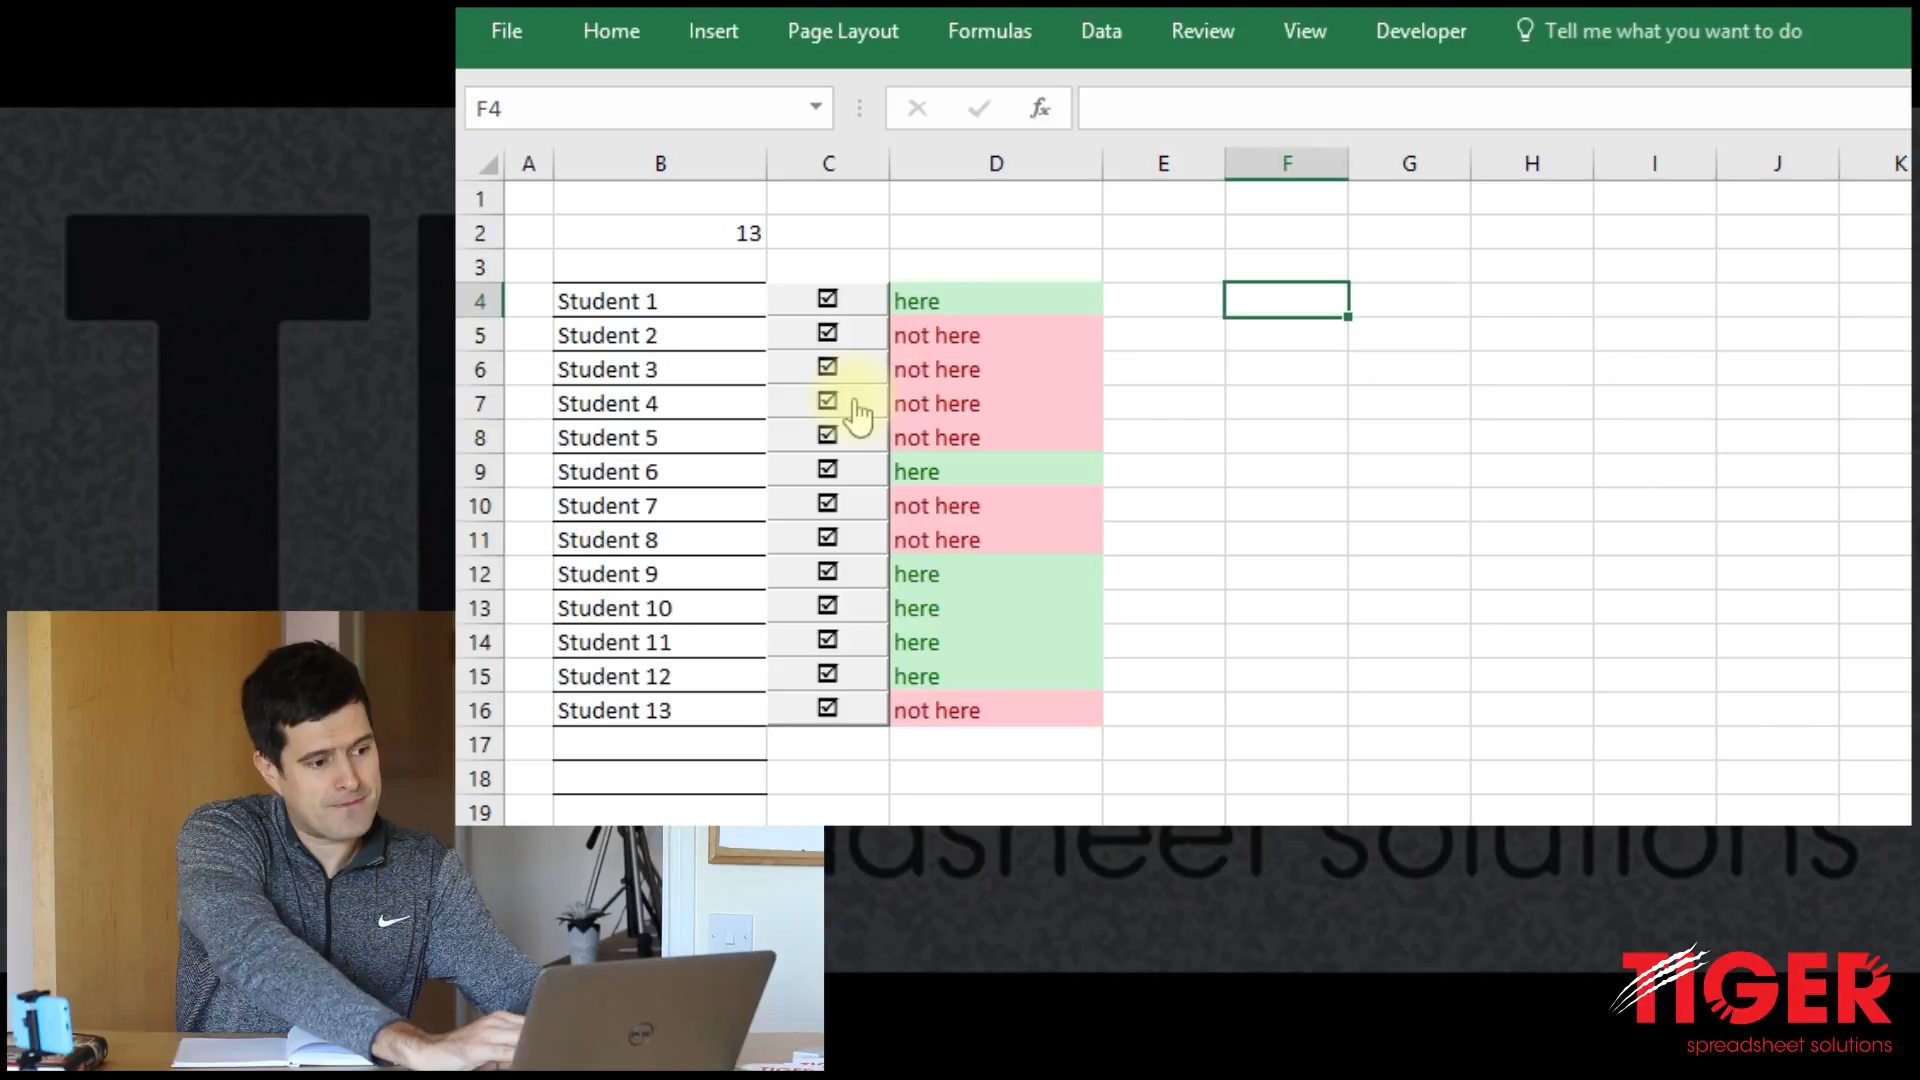 File Home Insert Page Layout Formulas Data Review View Developer Tell me what you want to do
F4 fx
A B C D E F G H I J K
1
2 13
3
4 Student 1 here
5 Student 2 not here
6 Student 3 not here
7 Student 4 not here
8 Student 5 not here
9 Student 6 here
10 Student 7 not here
11 Student 8 not here
12 Student 9 here
13 Student 10 here
14 Student 11 here
15 Student 12 here
16 Student 13 not here
17
18
19
adsheet solutions
TIGER
spreadsheet solutions